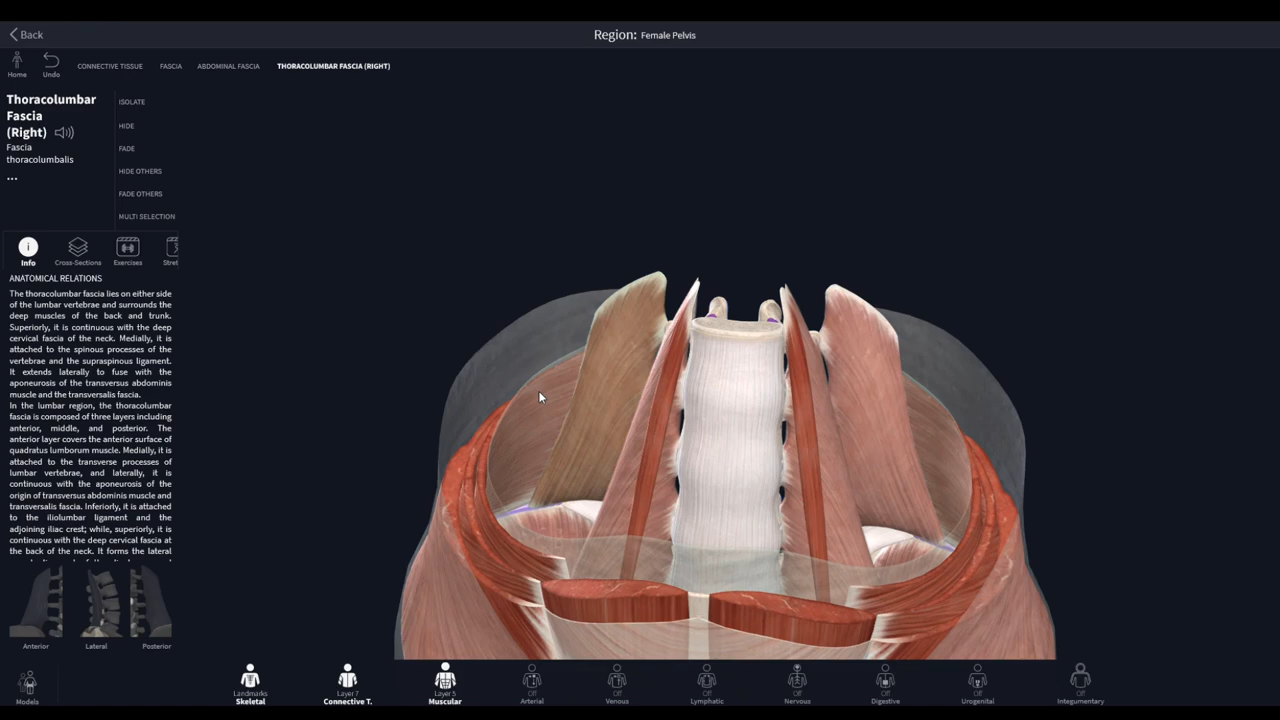 Back
Region: Female Pelvis
Home
Undo
CONNECTIVE TISSUE
FASCIA
ABDOMINAL FASCIA
THORACOLUMBAR FASCIA (RIGHT)
Thoracolumbar
Fascia
(Right)
Fascia
thoracolumbalis
...
ISOLATE
HIDE
FADE
HIDE OTHERS
FADE OTHERS
MULTI SELECTION
Info
Cross-Sections
Exercises
Stret
ANATOMICAL RELATIONS
The thoracolumbar fascia lies on either side
of the lumbar vertebrae and surrounds the
deep muscles of the back and trunk.
Superiorly, it is continuous with the deep
cervical fascia of the neck. Medially, it is
attached to the spinous processes of the
vertebrae and the supraspinous ligament.
It extends laterally to fuse with the
aponeurosis of the transversus abdominis
muscle and the transversalis fascia.
In the lumbar region, the thoracolumbar
fascia is composed of three layers including
anterior, middle, and posterior. The
anterior layer covers the anterior surface of
quadratus lumborum muscle. Medially, it is
attached to the transverse processes of
lumbar vertebrae, and laterally, it is
continuous with the aponeurosis of the
origin of transversus abdominis muscle and
transversalis fascia. Inferiorly, it is attached
to the iliolumbar ligament and the
adjoining iliac crest; while, superiorly, it is
continuous with the deep cervical fascia at
the back of the neck. It forms the lateral
Anterior
Lateral
Posterior
Models
Landmarks
Skeletal
Layer 7
Connective T.
Layer 5
Muscular
Off
Arterial
Off
Venous
Off
Lymphatic
Off
Nervous
Off
Digestive
Off
Urogenital
Off
Integumentary